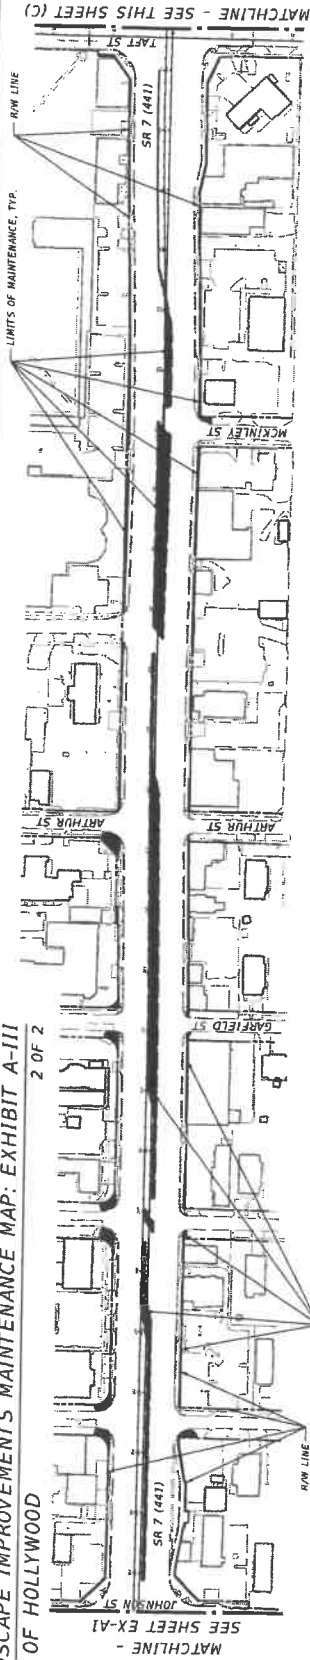 SCAPE IMPROVEMENTS MAINTENANCE MAP: EXHIBIT A-III
OF HOLLYWOOD
2 OF 2
MATCHLINE -
SEE SHEET EX-A1
JOHNSON ST
SR 7 (441)
R/W LINE
GARFIELD ST
ARTHUR ST
ARTHUR ST
MCKINLEY ST
LIMITS OF MAINTENANCE, TYP.
R/W LINE
SR 7 (441)
TAFT ST
MATCHLINE - SEE THIS SHEET (C)